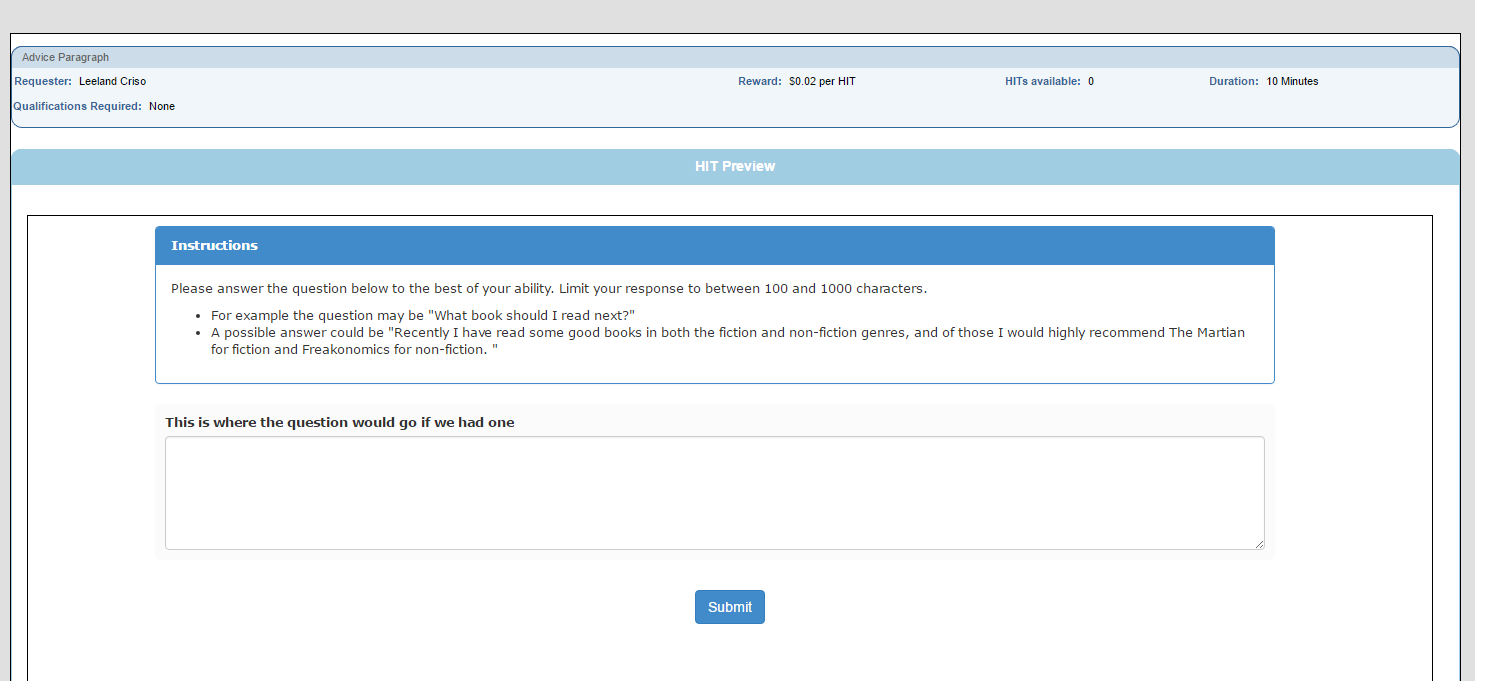 Advice Paragraph
Requester: Leeland Criso Reward: $0.02 per HIT HITs available: 0 Duration: 10 Minutes
Qualifications Required: None
HIT Preview
Instructions
Please answer the question below to the best of your ability. Limit your response to between 100 and 1000 characters.
• For example the question may be "What book should I read next?"
• A possible answer could be "Recently I have read some good books in both the fiction and non-fiction genres, and of those I would highly recommend The Martian
for fiction and Freakonomics for non-fiction. "
This is where the question would go if we had one
Submit